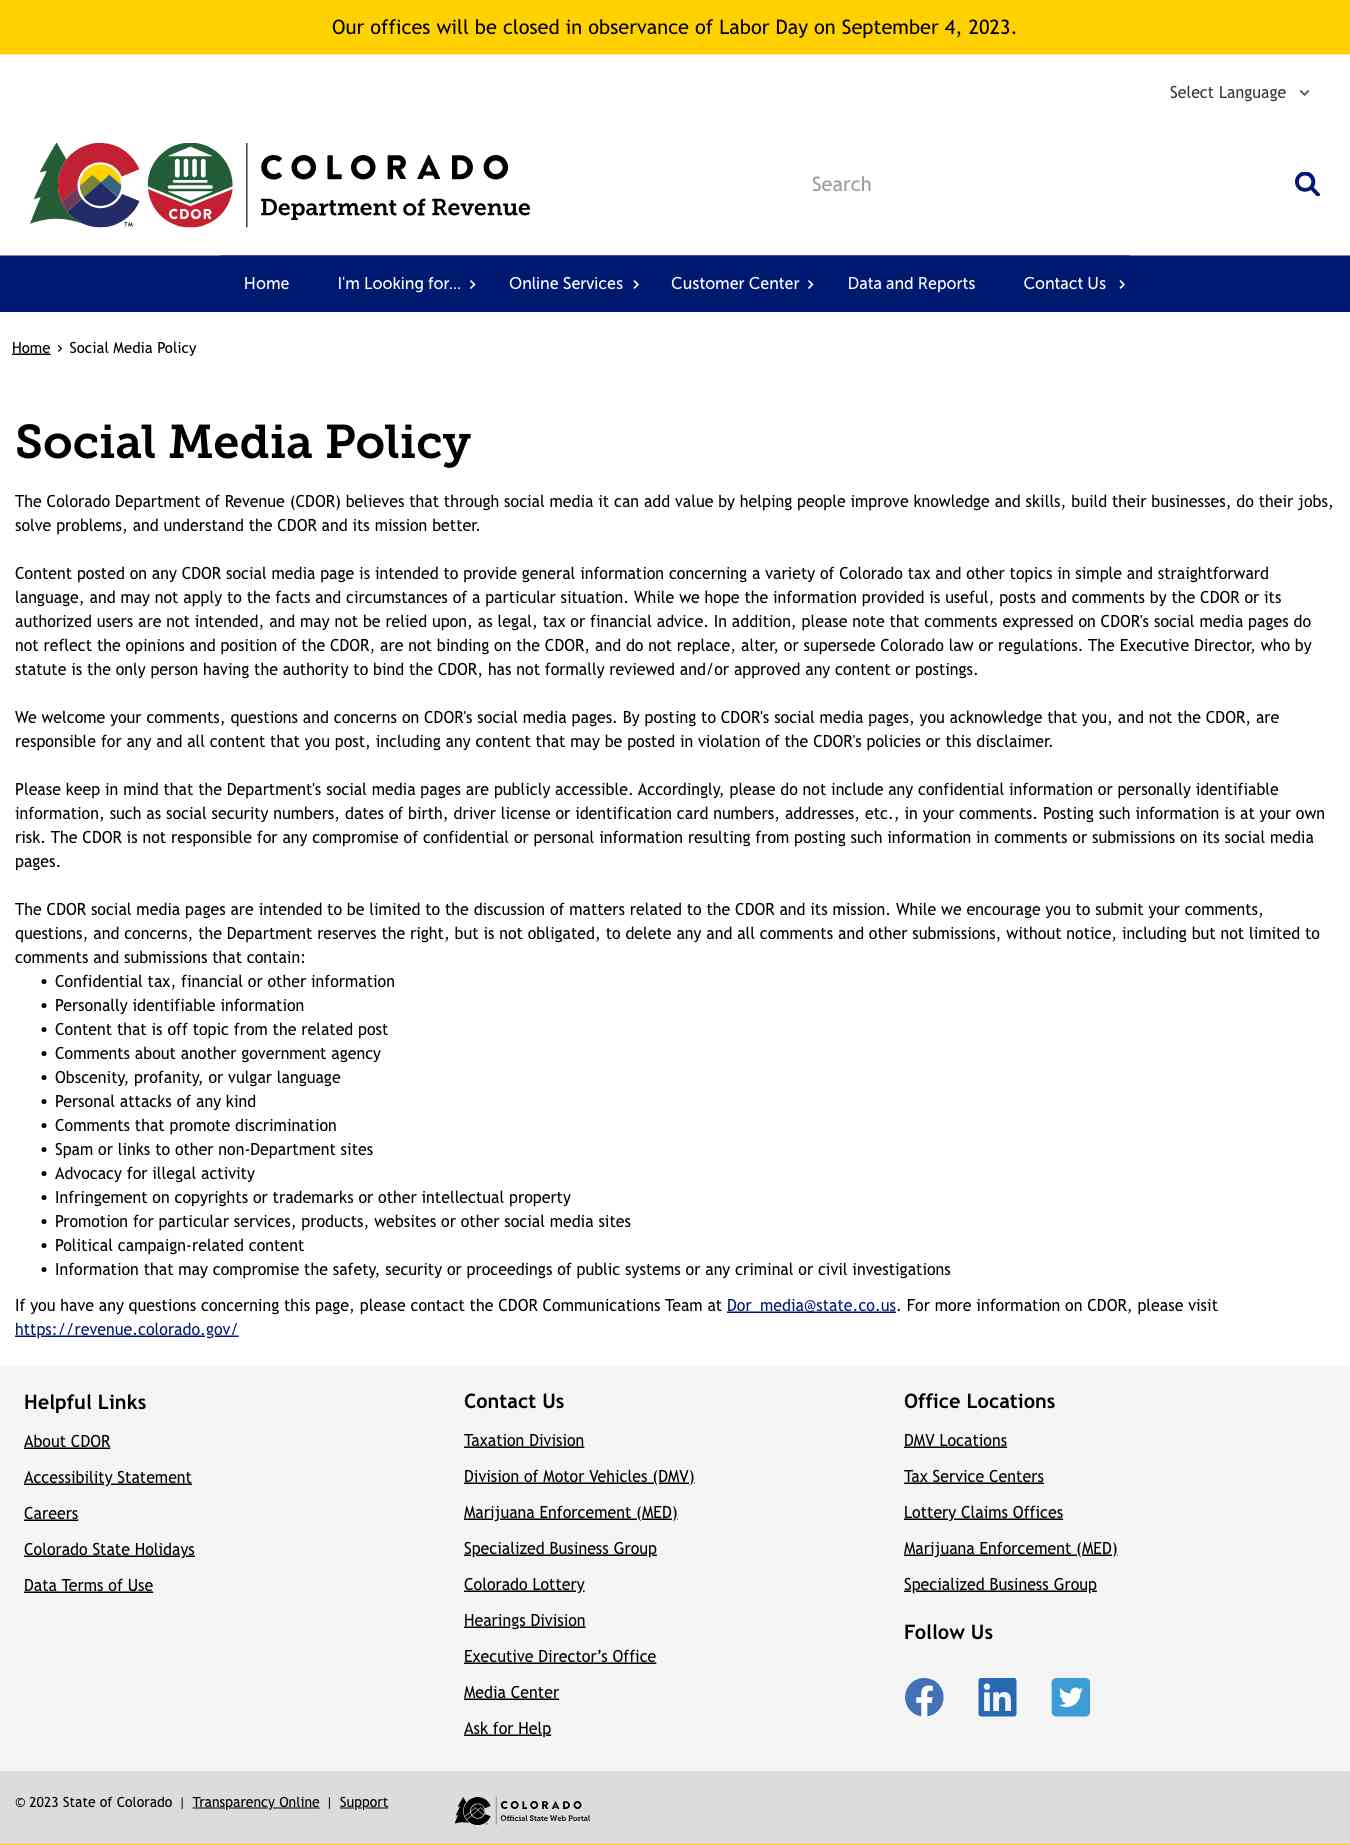 Our offices will be closed in observance of Labor Day on September 4, 2023.
Select Language
CDOR
TM
COLORADO
Department of Revenue
Search
Home I'm Looking for... Online Services Customer Center Data and Reports Contact Us
Home › Social Media Policy
Social Media Policy
The Colorado Department of Revenue (CDOR) believes that through social media it can add value by helping people improve knowledge and skills, build their businesses, do their jobs,
solve problems, and understand the CDOR and its mission better.
Content posted on any CDOR social media page is intended to provide general information concerning a variety of Colorado tax and other topics in simple and straightforward
language, and may not apply to the facts and circumstances of a particular situation. While we hope the information provided is useful, posts and comments by the CDOR or its
authorized users are not intended, and may not be relied upon, as legal, tax or financial advice. In addition, please note that comments expressed on CDOR's social media pages do
not reflect the opinions and position of the CDOR, are not binding on the CDOR, and do not replace, alter, or supersede Colorado law or regulations. The Executive Director, who by
statute is the only person having the authority to bind the CDOR, has not formally reviewed and/or approved any content or postings.
We welcome your comments, questions and concerns on CDOR's social media pages. By posting to CDOR's social media pages, you acknowledge that you, and not the CDOR, are
responsible for any and all content that you post, including any content that may be posted in violation of the CDOR's policies or this disclaimer.
Please keep in mind that the Department's social media pages are publicly accessible. Accordingly, please do not include any confidential information or personally identifiable
information, such as social security numbers, dates of birth, driver license or identification card numbers, addresses, etc., in your comments. Posting such information is at your own
risk. The CDOR is not responsible for any compromise of confidential or personal information resulting from posting such information in comments or submissions on its social media
pages.
The CDOR social media pages are intended to be limited to the discussion of matters related to the CDOR and its mission. While we encourage you to submit your comments,
questions, and concerns, the Department reserves the right, but is not obligated, to delete any and all comments and other submissions, without notice, including but not limited to
comments and submissions that contain:
• Confidential tax, financial or other information
• Personally identifiable information
• Content that is off topic from the related post
• Comments about another government agency
• Obscenity, profanity, or vulgar language
• Personal attacks of any kind
• Comments that promote discrimination
• Spam or links to other non-Department sites
• Advocacy for illegal activity
• Infringement on copyrights or trademarks or other intellectual property
• Promotion for particular services, products, websites or other social media sites
• Political campaign-related content
• Information that may compromise the safety, security or proceedings of public systems or any criminal or civil investigations
If you have any questions concerning this page, please contact the CDOR Communications Team at Dor_media@state.co.us. For more information on CDOR, please visit
https://revenue.colorado.gov/
Helpful Links
About CDOR
Accessibility Statement
Careers
Colorado State Holidays
Data Terms of Use
Contact Us
Taxation Division
Division of Motor Vehicles (DMV)
Marijuana Enforcement (MED)
Specialized Business Group
Colorado Lottery
Hearings Division
Executive Director’s Office
Media Center
Ask for Help
Office Locations
DMV Locations
Tax Service Centers
Lottery Claims Offices
Marijuana Enforcement (MED)
Specialized Business Group
Follow Us
© 2023 State of Colorado | Transparency Online | Support
COLORADO
Official State Web Portal